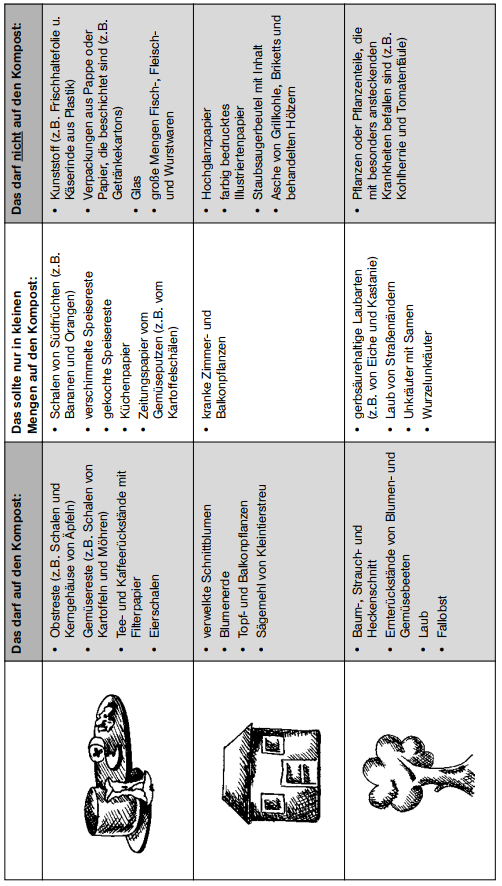 Das darf auf den Kompost:
Das sollte nur in kleinen
Mengen auf den Kompost:
Das darf nicht auf den Kompost:
• Obstreste (z.B. Schalen und
Kerngehäuse von Äpfeln)
• Gemüsereste (z.B. Schalen von
Kartoffeln und Möhren)
• Tee- und Kaffeerückstände mit
Filterpapier
• Eierschalen
• Schalen von Südfrüchten (z.B.
Bananen und Orangen)
• verschimmelte Speisereste
• gekochte Speisereste
• Küchenpapier
• Zeitungspapier vom
Gemüseputzen (z.B. vom
Kartoffelschälen)
• Kunststoff (z.B. Frischhaltefolie u.
Käserinde aus Plastik)
• Verpackungen aus Pappe oder
Papier, die beschichtet sind (z.B.
Getränkekartons)
• Glas
• große Mengen Fisch-, Fleisch-
und Wurstwaren
• verwelkte Schnittblumen
• Blumenerde
• Topf- und Balkonpflanzen
• Sägemehl von Kleintierstreu
• kranke Zimmer- und
Balkonpflanzen
• Hochglanzpapier
• farbig bedrucktes
Illustriertenpapier
• Staubsaugerbeutel mit Inhalt
• Asche von Grillkohle, Briketts und
behandelten Hölzern
• Baum-, Strauch- und
Heckenschnitt
• Ernterückstände von Blumen- und
Gemüsebeeten
• Laub
• Fallobst
• gerbsäurehaltige Laubarten
(z.B. von Eiche und Kastanie)
• Laub von Straßenrändern
• Unkräuter mit Samen
• Wurzelunkräuter
• Pflanzen oder Pflanzenteile, die
mit besonders ansteckenden
Krankheiten befallen sind (z.B.
Kohlhernie und Tomatenfäule)